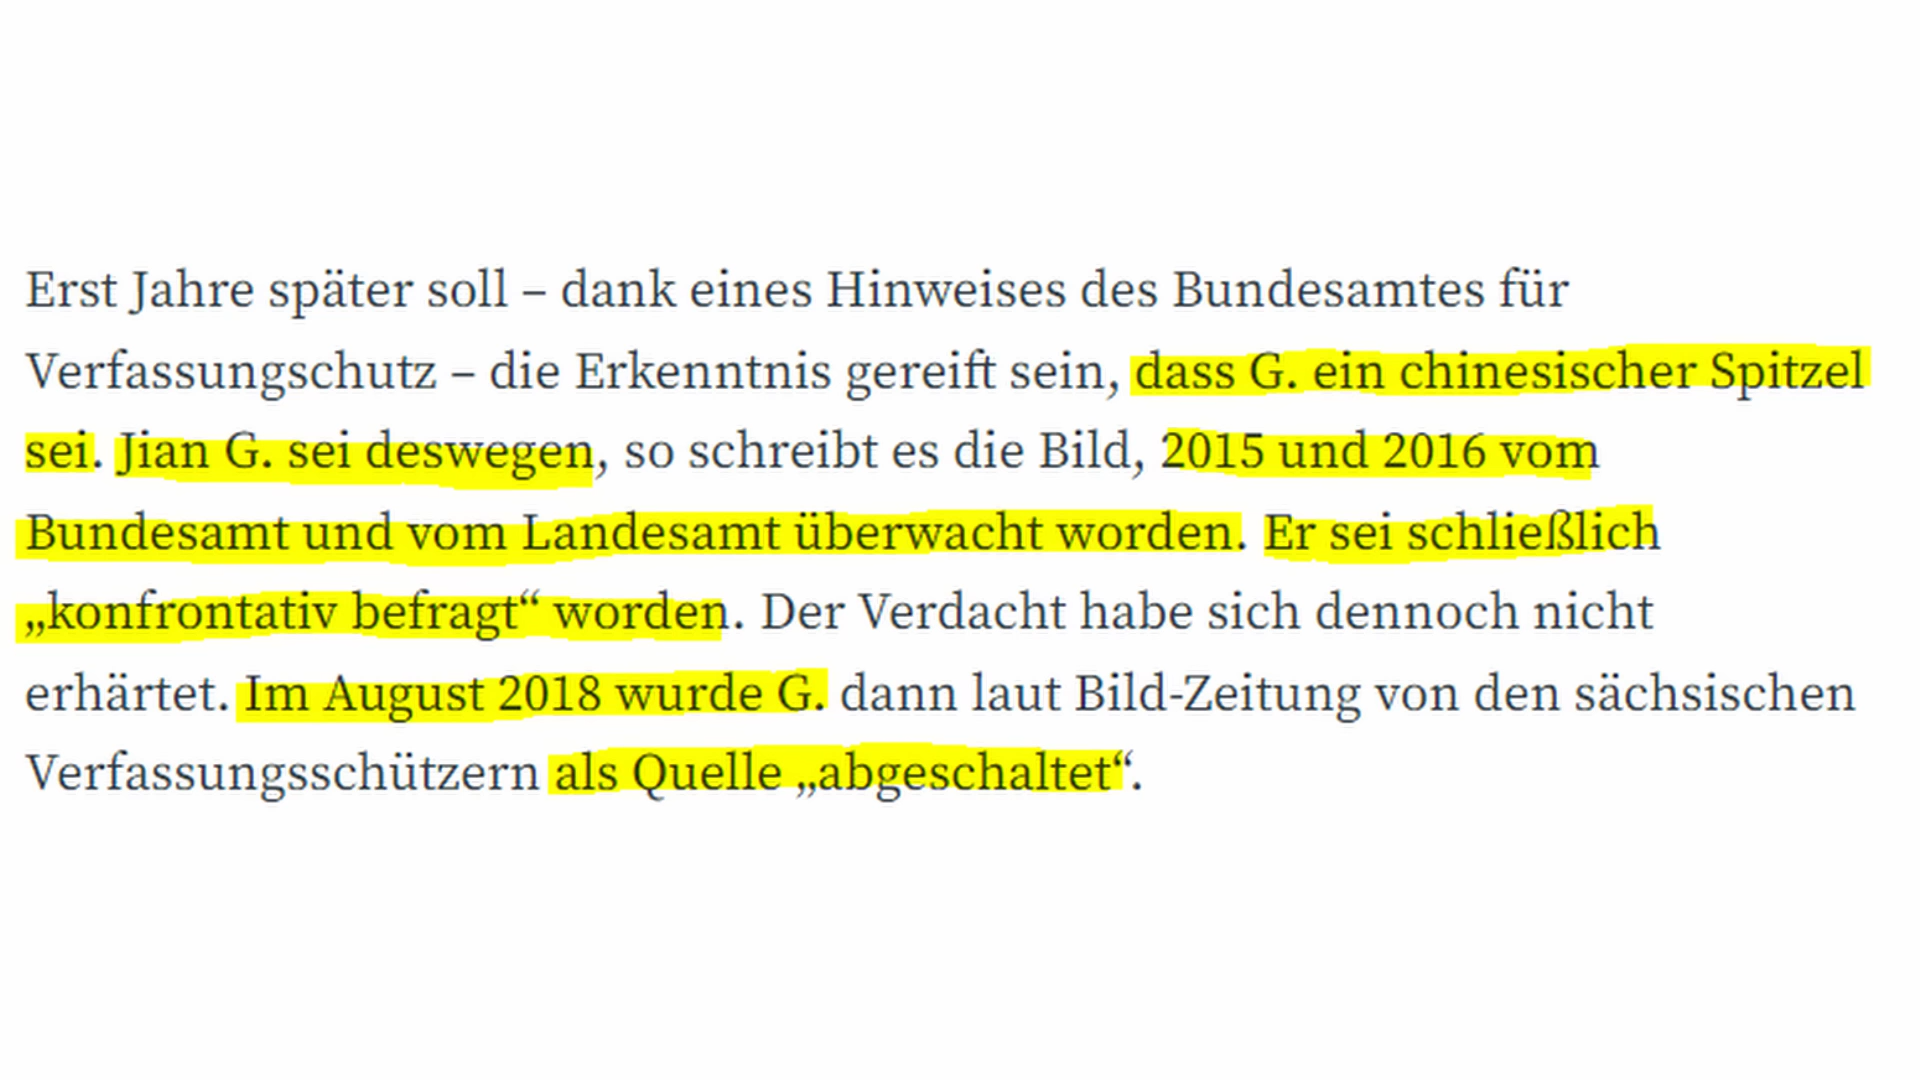 Erst Jahre später soll – dank eines Hinweises des Bundesamtes für
Verfassungschutz – die Erkenntnis gereift sein, dass G. ein chinesischer Spitzel
sei. Jian G. sei deswegen, so schreibt es die Bild, 2015 und 2016 vom
Bundesamt und vom Landesamt überwacht worden. Er sei schließlich
„konfrontativ befragt“ worden. Der Verdacht habe sich dennoch nicht
erhärtet. Im August 2018 wurde G. dann laut Bild-Zeitung von den sächsischen
Verfassungsschützern als Quelle „abgeschaltet“.